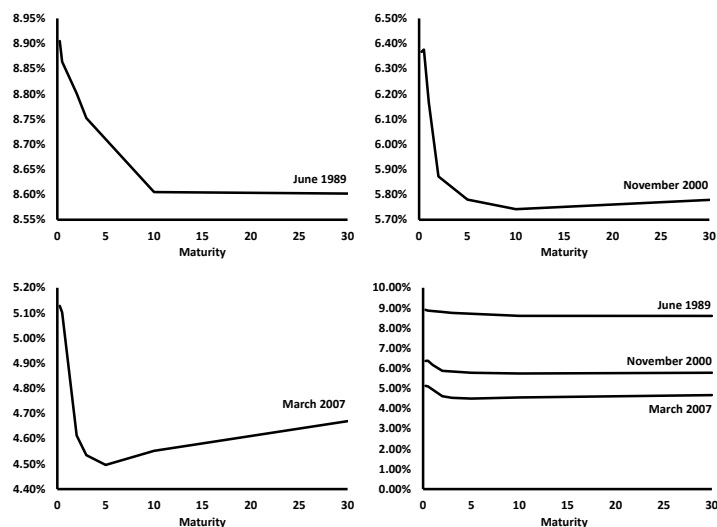 8.95%
8.90%
8.85%
8.80%
8.75%
8.70%
8.65%
8.60%
8.55%
June 1989
0 5 10 15 20 25 30
Maturity
6.50%
6.40%
6.30%
6.20%
6.10%
6.00%
5.90%
5.80%
5.70%
November 2000
0 5 10 15 20 25 30
Maturity
5.20%
5.10%
5.00%
4.90%
4.80%
4.70%
4.60%
4.50%
4.40%
March 2007
0 5 10 15 20 25 30
Maturity
10.00%
9.00%
8.00%
7.00%
6.00%
5.00%
4.00%
3.00%
2.00%
1.00%
0.00%
June 1989
November 2000
March 2007
0 5 10 15 20 25 30
Maturity